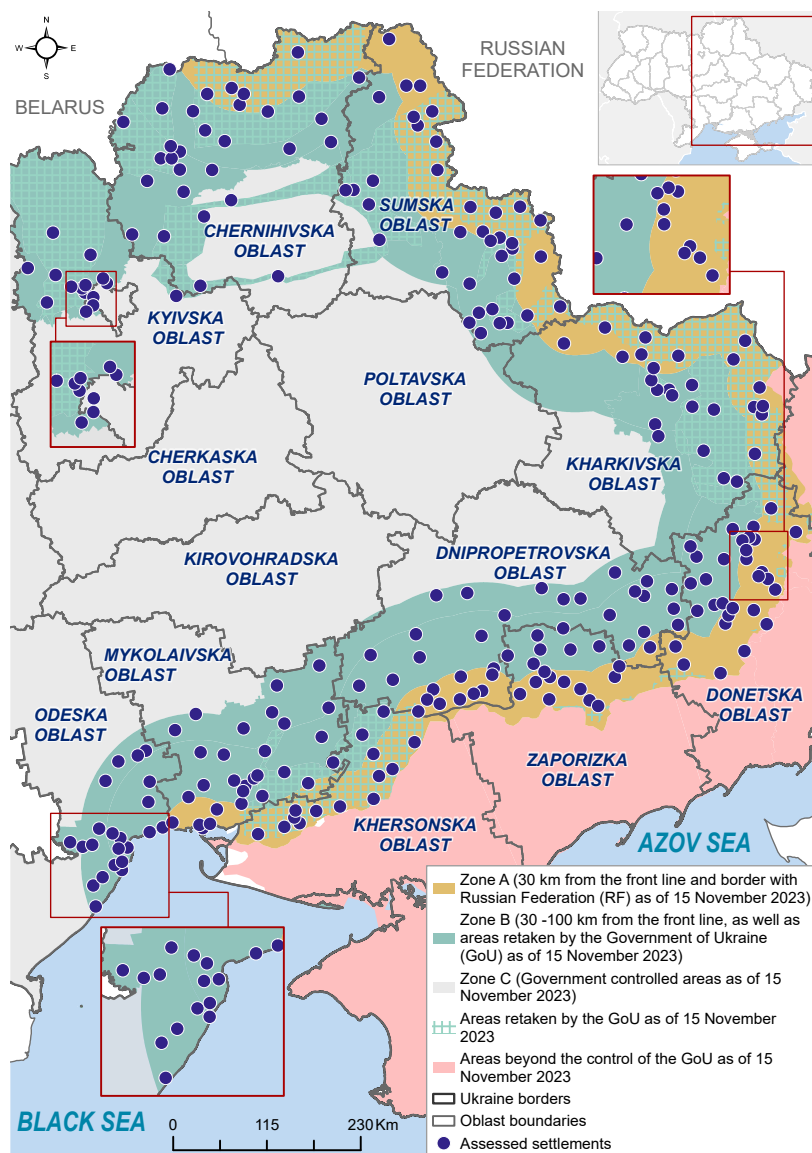 N
W E
S
BELARUS
RUSSIAN
FEDERATION
SUMSKA
OBLAST
CHERNIHIVSKA
OBLAST
KYIVSKA
OBLAST
POLTAVSKA
OBLAST
CHERKASKA
OBLAST
KHARKIVSKA
OBLAST
KIROVOHRADSKA
OBLAST
DNIPROPETROVSKA
OBLAST
MYKOLAIVSKA
OBLAST
ODESKA
OBLAST
DONETSKA
OBLAST
ZAPORIZKA
OBLAST
KHERSONSKA
OBLAST
AZOV SEA
BLACK SEA
0 115 230 Km
Zone A (30 km from the front line and border with
Russian Federation (RF) as of 15 November 2023)
Zone B (30 -100 km from the front line, as well as
areas retaken by the Government of Ukraine
(GoU) as of 15 November 2023)
Zone C (Government controlled areas as of 15
November 2023)
Areas retaken by the GoU as of 15 November
2023
Areas beyond the control of the GoU as of 15
November 2023
Ukraine borders
Oblast boundaries
Assessed settlements